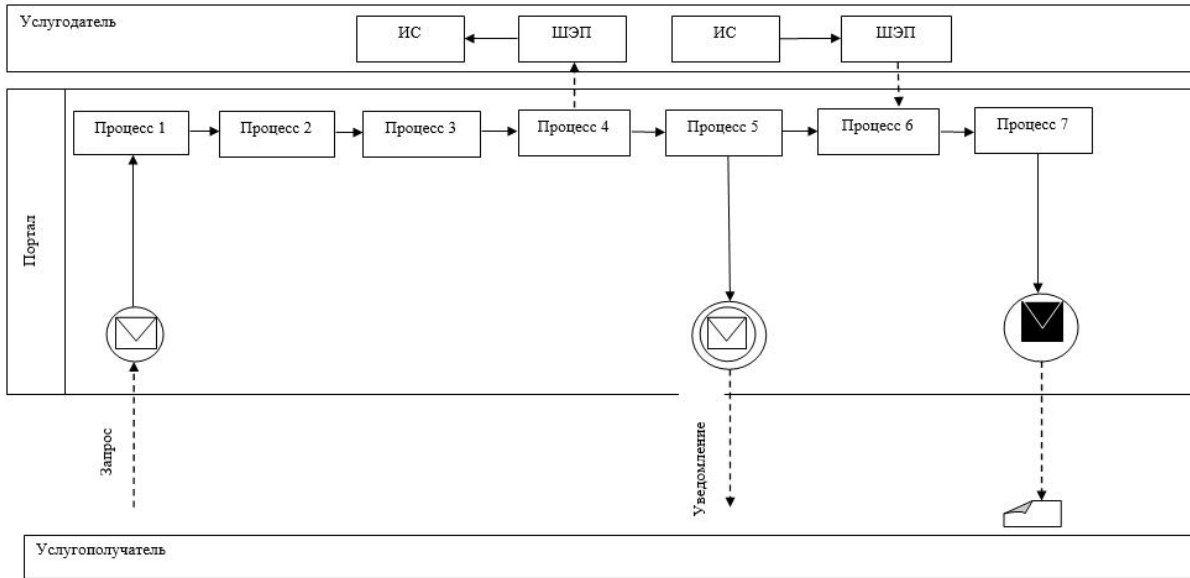 Услугодатель
ИС
ШЭП
ИС
ШЭП
Портал
Процесс 1
Процесс 2
Процесс 3
Процесс 4
Процесс 5
Процесс 6
Процесс 7
Запрос
Уведомление
Услугополучатель